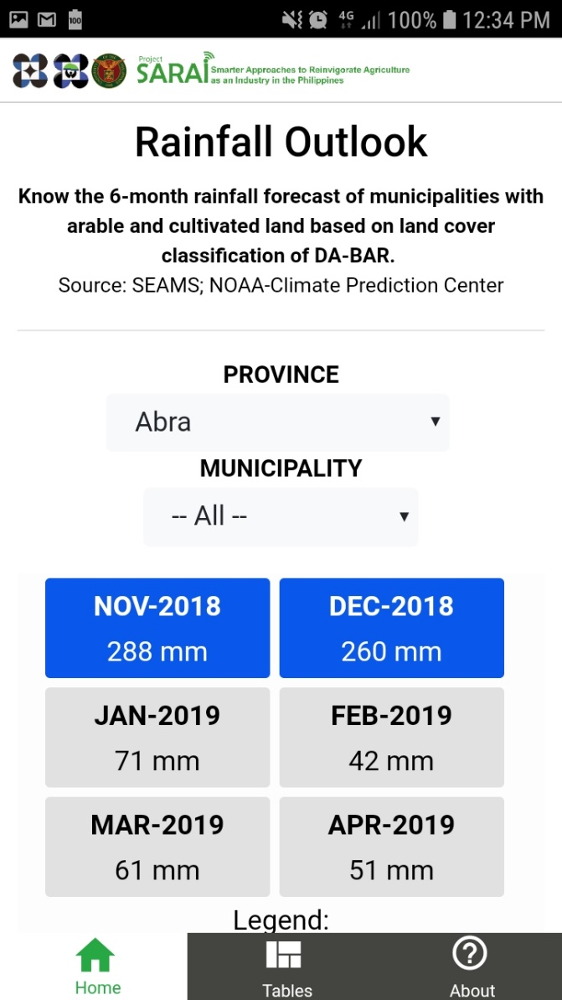 100 4G 100% 12:34 PM
Project
SARAI Smarter Approaches to Reinvigorate Agriculture
as an Industry in the Philippines
Rainfall Outlook
Know the 6-month rainfall forecast of municipalities with
arable and cultivated land based on land cover
classification of DA-BAR.
Source: SEAMS; NOAA-Climate Prediction Center
PROVINCE
Abra
MUNICIPALITY
-- All --
NOV-2018 DEC-2018
288 mm 260 mm
JAN-2019 FEB-2019
71 mm 42 mm
MAR-2019 APR-2019
61 mm 51 mm
Legend:
Home Tables About